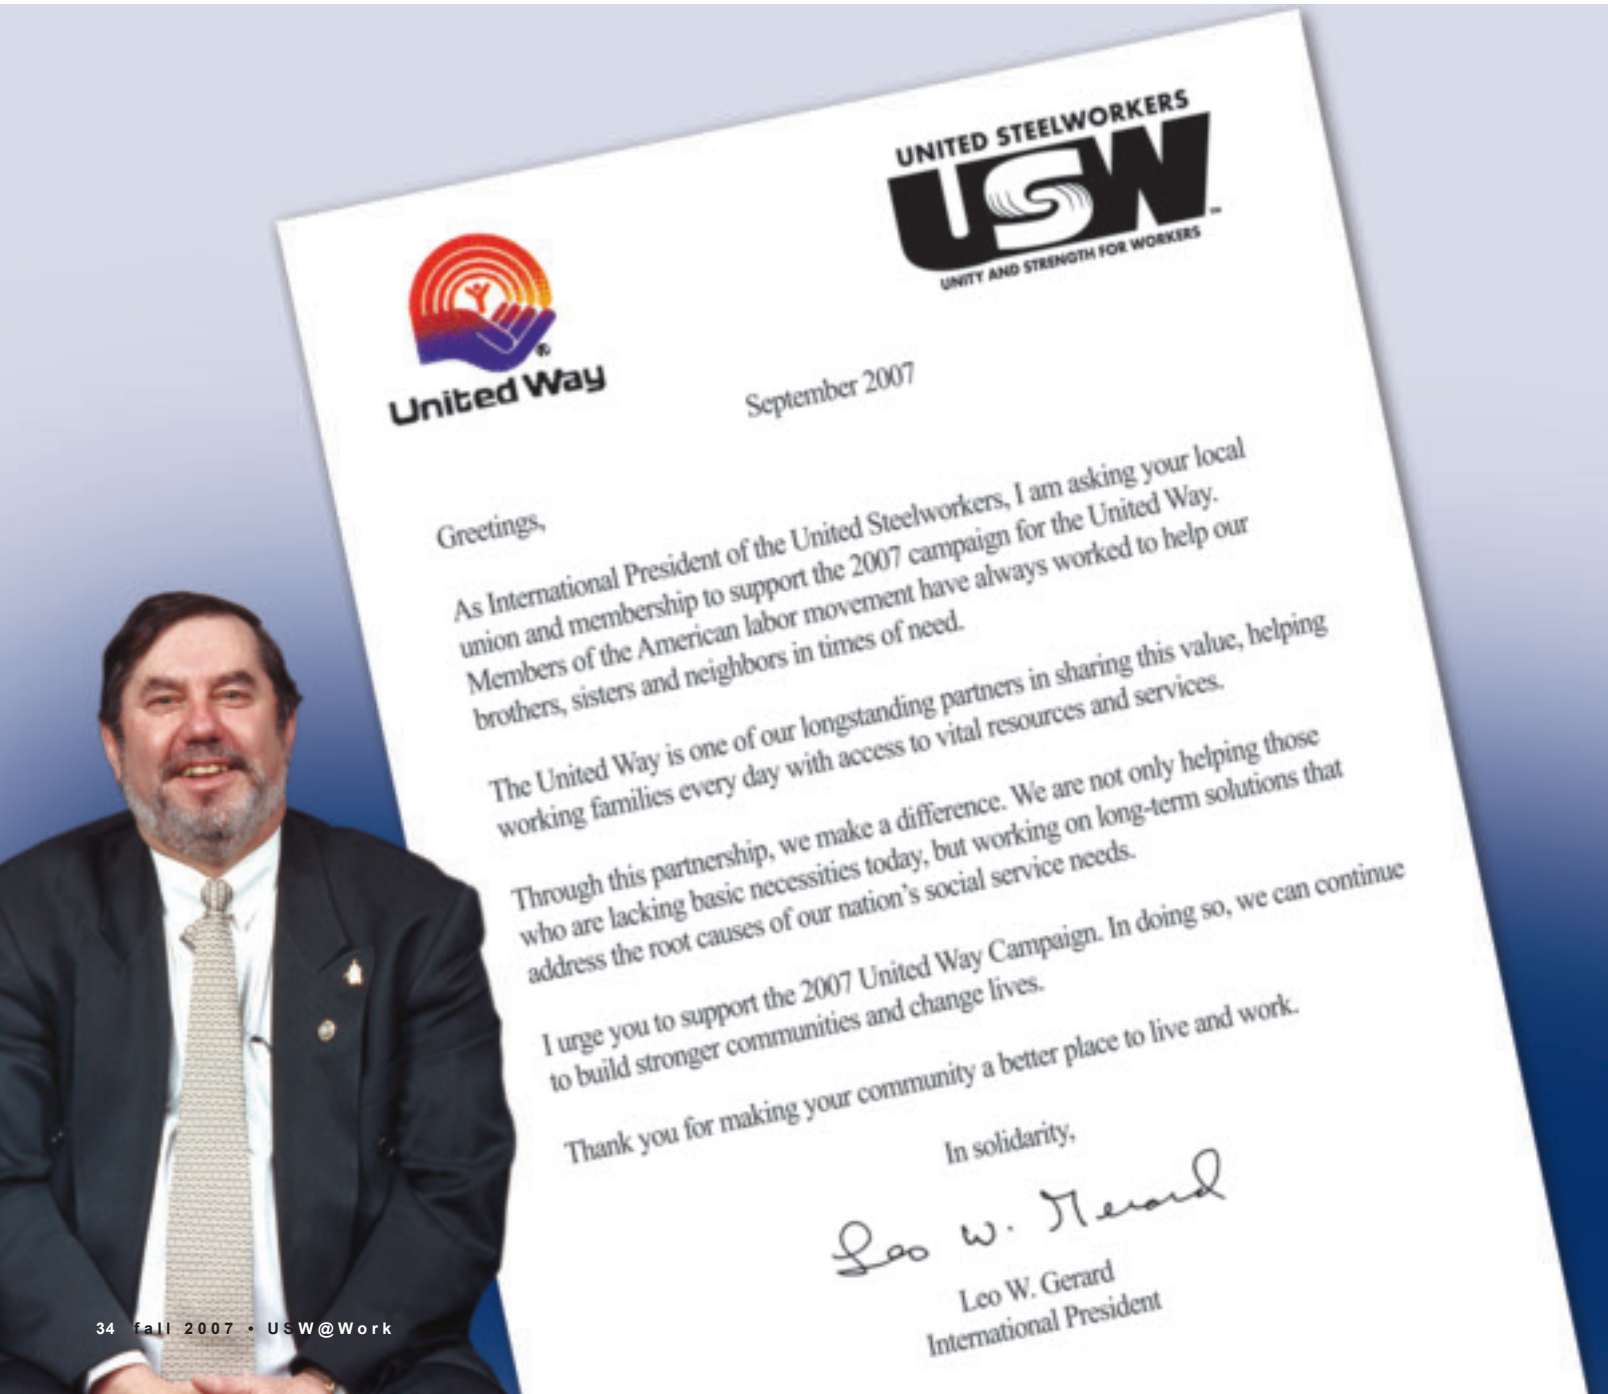 UNITED STEELWORKERS
USW
™
UNITY AND STRENGTH FOR WORKERS
®
United Way
September 2007
Greetings,
As International President of the United Steelworkers, I am asking your local
union and membership to support the 2007 campaign for the United Way.
Members of the American labor movement have always worked to help our
brothers, sisters and neighbors in times of need.
The United Way is one of our longstanding partners in sharing this value, helping
working families every day with access to vital resources and services.
Through this partnership, we make a difference. We are not only helping those
who are lacking basic necessities today, but working on long-term solutions that
address the root causes of our nation’s social service needs.
I urge you to support the 2007 United Way Campaign. In doing so, we can continue
to build stronger communities and change lives.
Thank you for making your community a better place to live and work.
In solidarity,
Leo W. Gerard
Leo W. Gerard
International President
34 fall 2007 • USW@Work